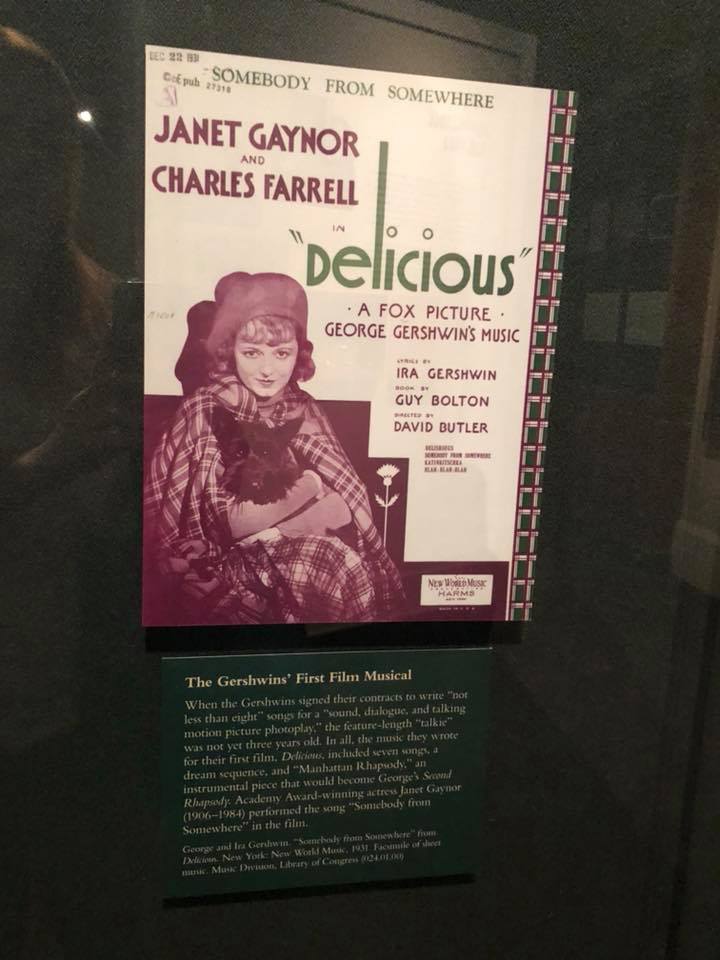 DEC 22 1931
©CE pub 27218
SOMEBODY FROM SOMEWHERE
JANET GAYNOR
AND
CHARLES FARRELL
IN
"Delicious"
· A FOX PICTURE ·
GEORGE GERSHWIN'S MUSIC
LYRICS BY
IRA GERSHWIN
BOOK BY
GUY BOLTON
DIRECTED BY
DAVID BUTLER
DELISHIOUS
SOMEBODY FROM SOMEWHERE
KATINKITSCHKA
BLAH-BLAH-BLAH
NEW WORLD MUSIC
HARMS
NEW YORK
MADE IN U.S.A.
The Gershwins' First Film Musical
When the Gershwins signed their contracts to write "not
less than eight" songs for a "sound, dialogue, and talking
motion picture photoplay," the feature-length "talkie"
was not yet three years old. In all, the music they wrote
for their first film, Delicious, included seven songs, a
dream sequence, and "Manhattan Rhapsody," an
instrumental piece that would become George's Second
Rhapsody. Academy Award-winning actress Janet Gaynor
(1906–1984) performed the song "Somebody from
Somewhere" in the film.
George and Ira Gershwin. "Somebody from Somewhere" from
Delicious. New York: New World Music, 1931. Facsimile of sheet
music. Music Division, Library of Congress (024.01.00)